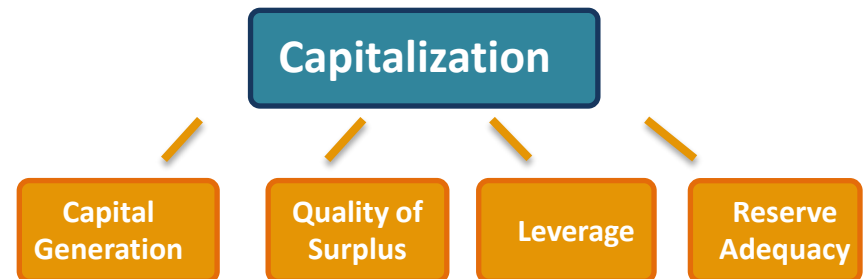 Capitalization
Capital
Generation
Quality of
Surplus
Leverage
Reserve
Adequacy